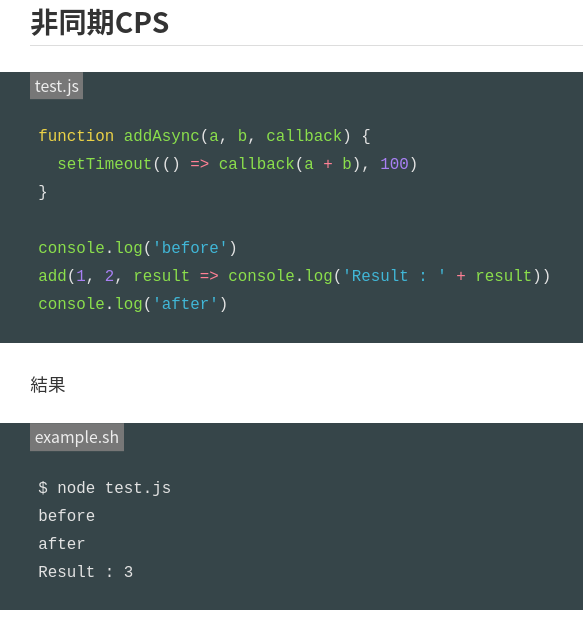 非同期CPS
test.js
function addAsync(a, b, callback) {
  setTimeout(() => callback(a + b), 100)
}
console.log('before')
add(1, 2, result => console.log('Result : ' + result))
console.log('after')
結果
example.sh
$ node test.js
before
after
Result : 3